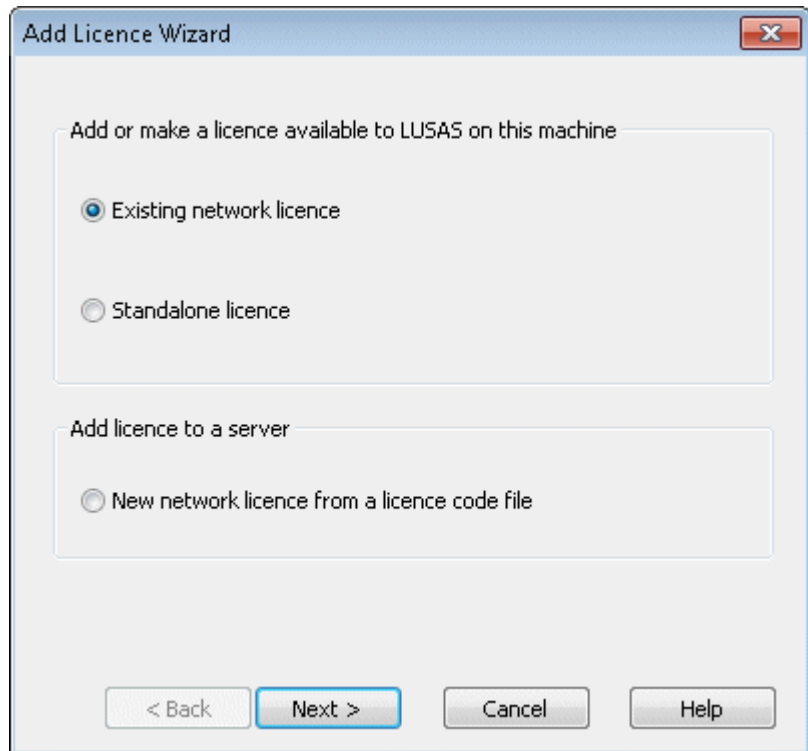 Add Licence Wizard
Add or make a licence available to LUSAS on this machine
Existing network licence
Standalone licence
Add licence to a server
New network licence from a licence code file
< Back Next > Cancel Help